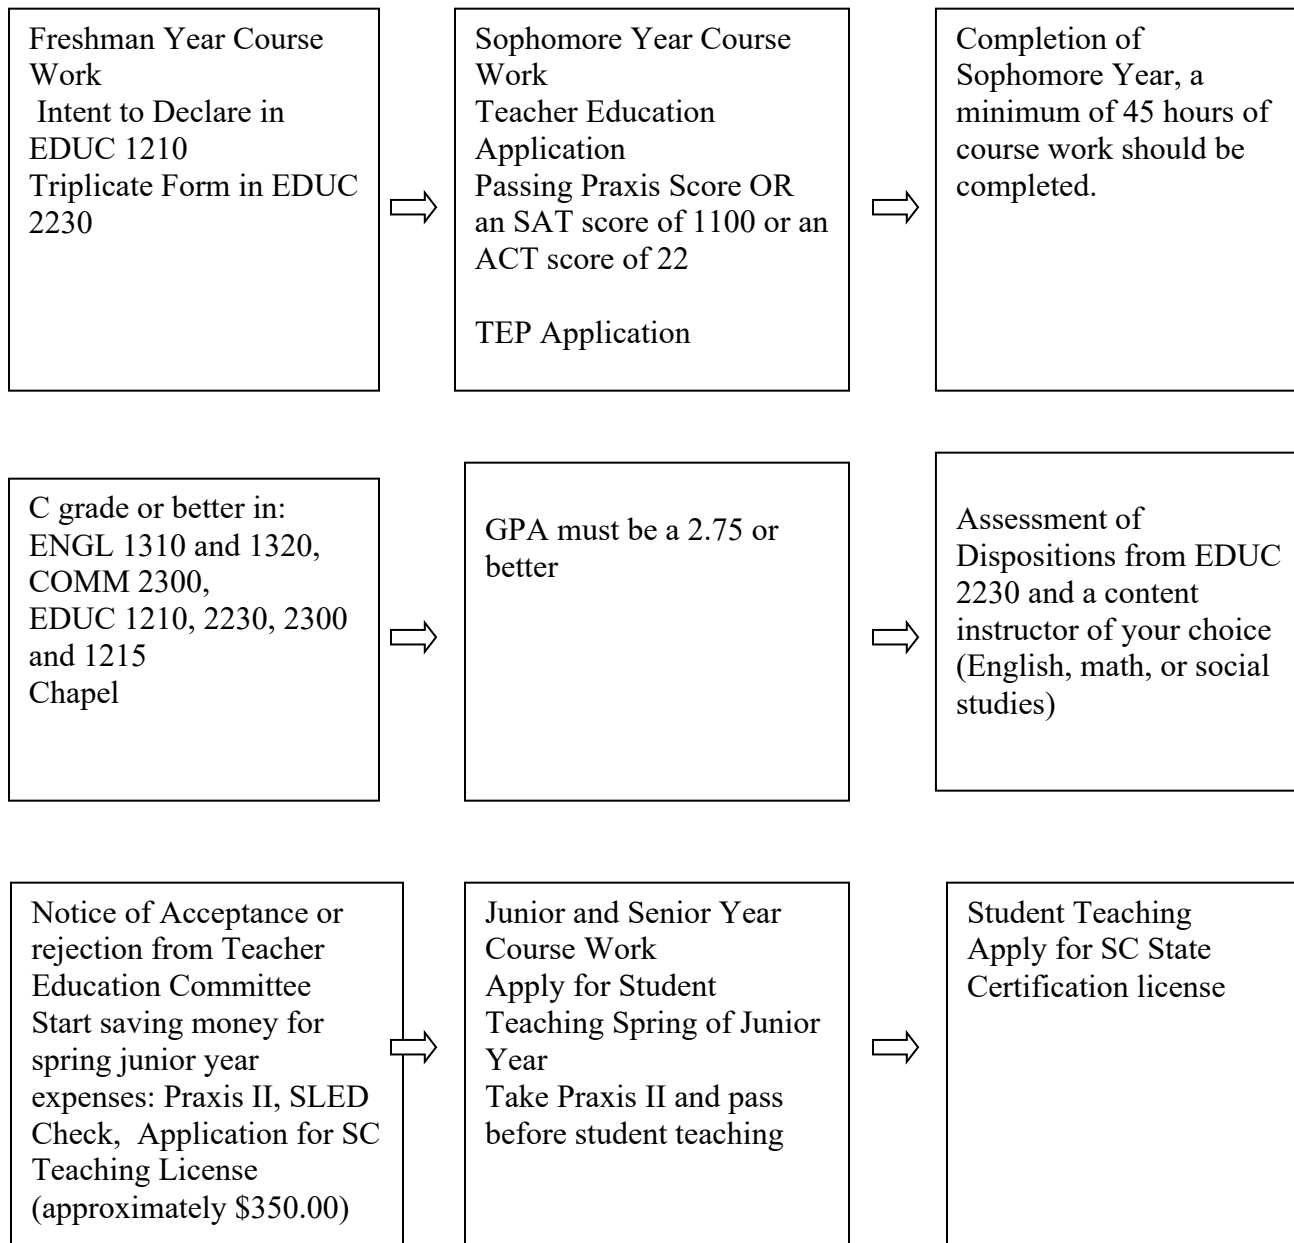 Freshman Year Course
Work
Intent to Declare in
EDUC 1210
Triplicate Form in EDUC
2230
Sophomore Year Course
Work
Teacher Education
Application
Passing Praxis Score OR
an SAT score of 1100 or an
ACT score of 22
TEP Application
Completion of
Sophomore Year, a
minimum of 45 hours of
course work should be
completed.
C grade or better in:
ENGL 1310 and 1320,
COMM 2300,
EDUC 1210, 2230, 2300
and 1215
Chapel
GPA must be a 2.75 or
better
Assessment of
Dispositions from EDUC
2230 and a content
instructor of your choice
(English, math, or social
studies)
Notice of Acceptance or
rejection from Teacher
Education Committee
Start saving money for
spring junior year
expenses: Praxis II, SLED
Check,  Application for SC
Teaching License
(approximately $350.00)
Junior and Senior Year
Course Work
Apply for Student
Teaching Spring of Junior
Year
Take Praxis II and pass
before student teaching
Student Teaching
Apply for SC State
Certification license